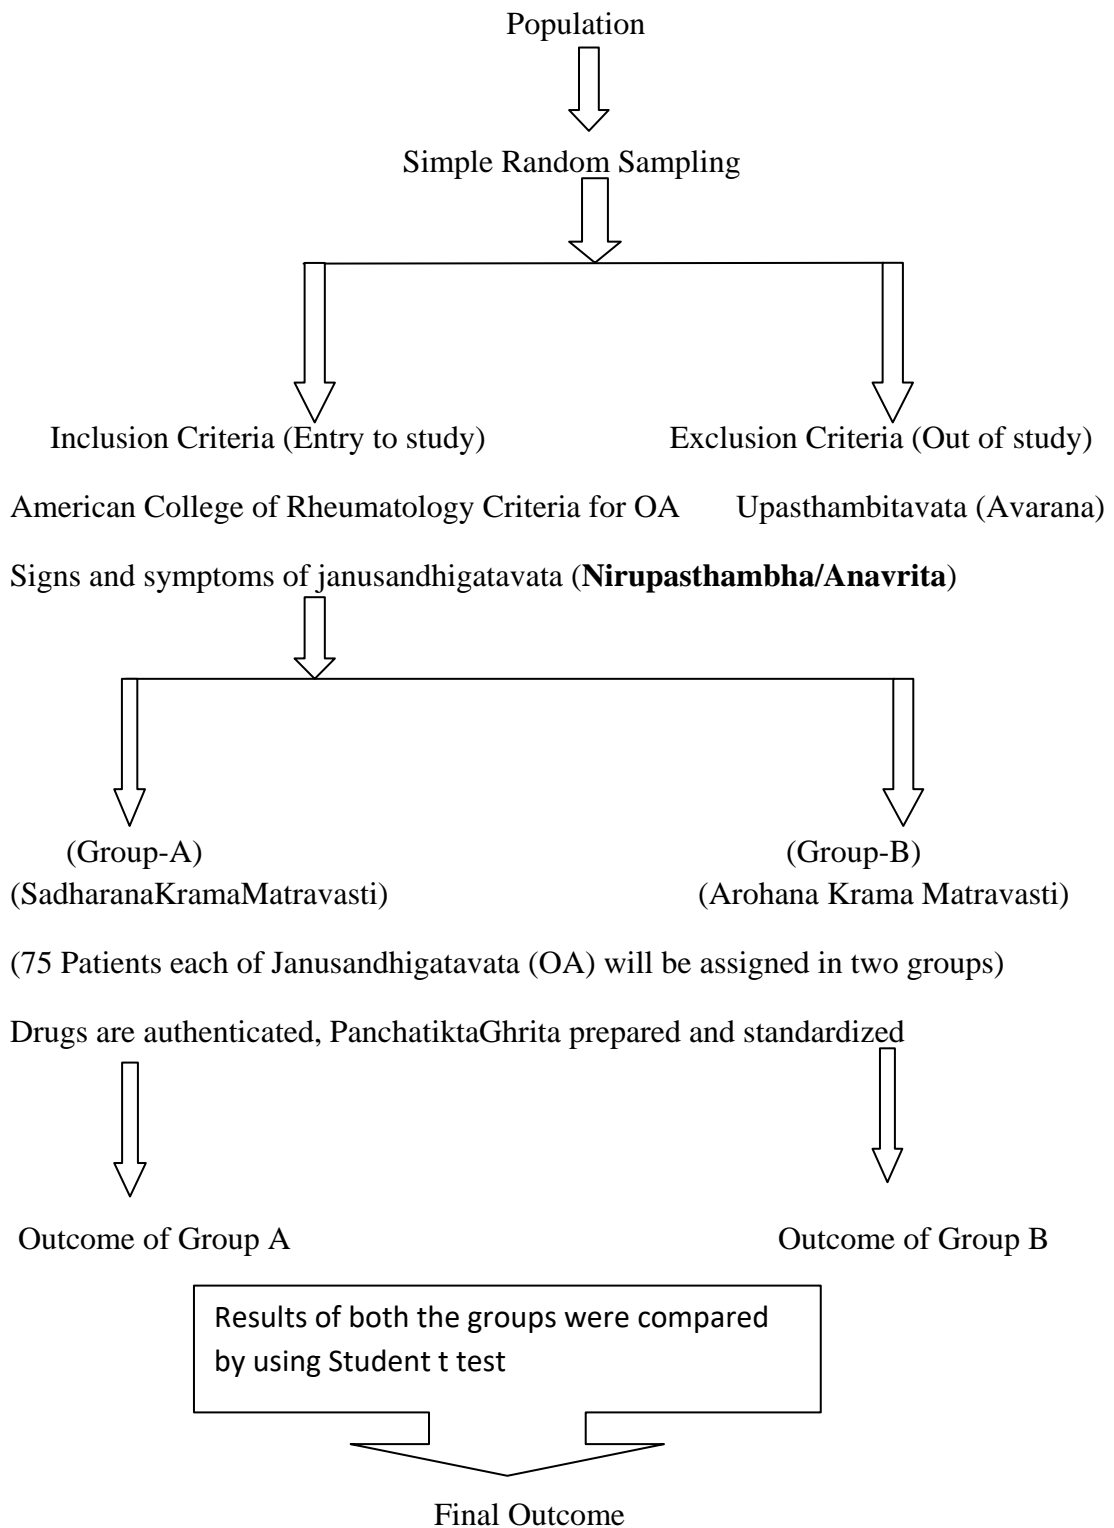 Population
Simple Random Sampling
Inclusion Criteria (Entry to study) Exclusion Criteria (Out of study)
American College of Rheumatology Criteria for OA Upasthambitavata (Avarana)
Signs and symptoms of janusandhigatavata (Nirupasthambha/Anavrita)
(Group-A) (Group-B)
(SadharanaKramaMatravasti) (Arohana Krama Matravasti)
(75 Patients each of Janusandhigatavata (OA) will be assigned in two groups)
Drugs are authenticated, PanchatiktaGhrita prepared and standardized
Outcome of Group A Outcome of Group B
Results of both the groups were compared
by using Student t test
Final Outcome